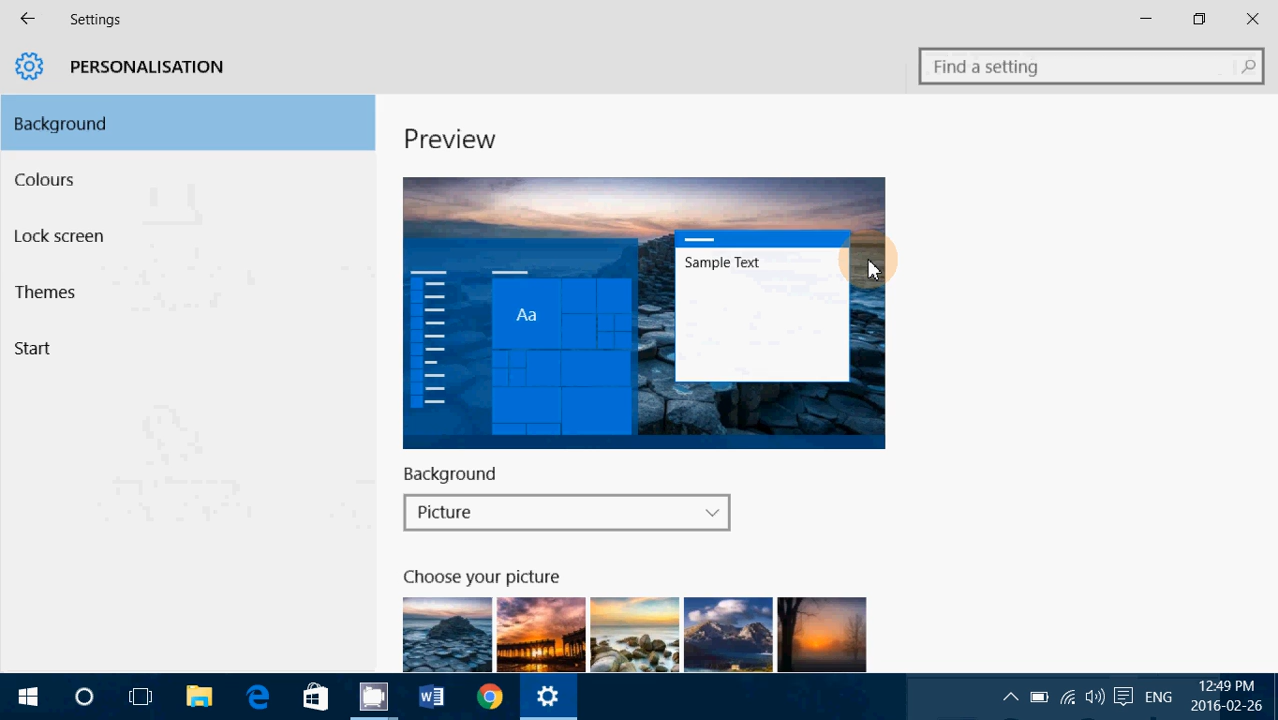 Settings
PERSONALISATION
Find a setting
Background
Colours
Lock screen
Themes
Start
Preview
Aa
Sample Text
Background
Picture
Choose your picture
ENG
12:49 PM
2016-02-26